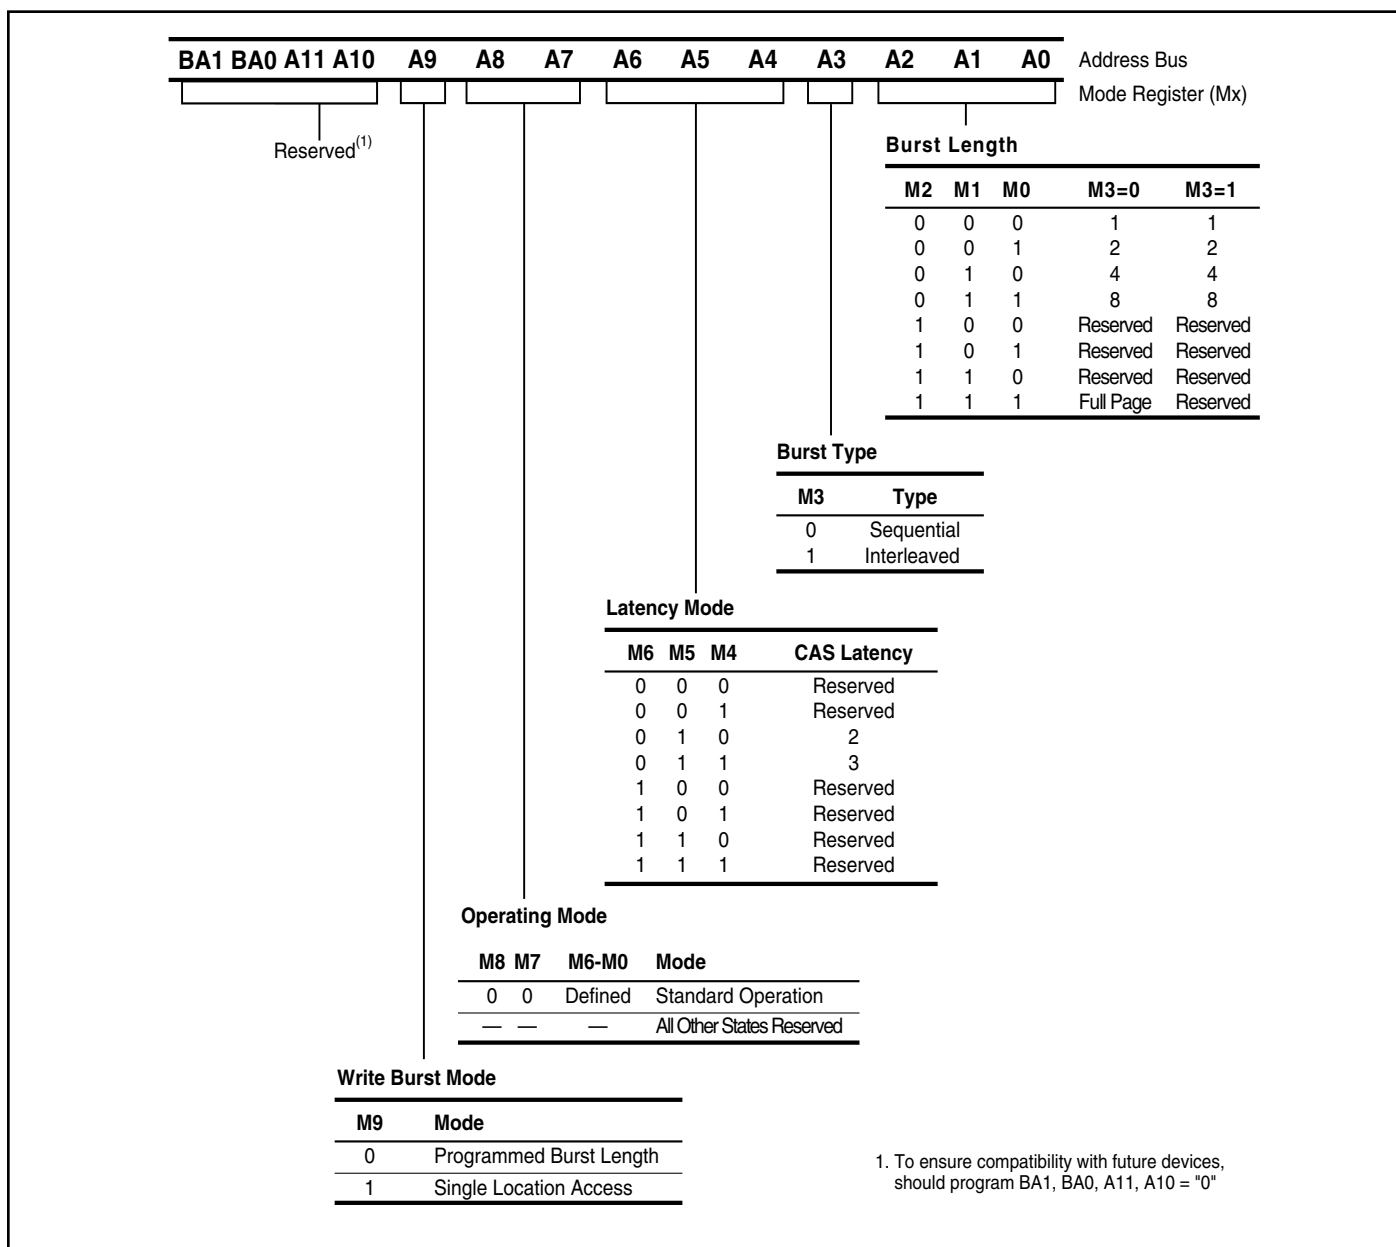 BA1 BA0 A11 A10 A9 A8 A7 A6 A5 A4 A3 A2 A1 A0 Address Bus
Mode Register (Mx)
Reserved(1)
Burst Length
M2 M1 M0 M3=0 M3=1
0 0 0 1 1
0 0 1 2 2
0 1 0 4 4
0 1 1 8 8
1 0 0 Reserved Reserved
1 0 1 Reserved Reserved
1 1 0 Reserved Reserved
1 1 1 Full Page Reserved
Burst Type
M3 Type
0 Sequential
1 Interleaved
Latency Mode
M6 M5 M4 CAS Latency
0 0 0 Reserved
0 0 1 Reserved
0 1 0 2
0 1 1 3
1 0 0 Reserved
1 0 1 Reserved
1 1 0 Reserved
1 1 1 Reserved
Operating Mode
M8 M7 M6-M0 Mode
0 0 Defined Standard Operation
— — — All Other States Reserved
Write Burst Mode
M9 Mode
0 Programmed Burst Length
1 Single Location Access
1. To ensure compatibility with future devices,
should program BA1, BA0, A11, A10 = "0"